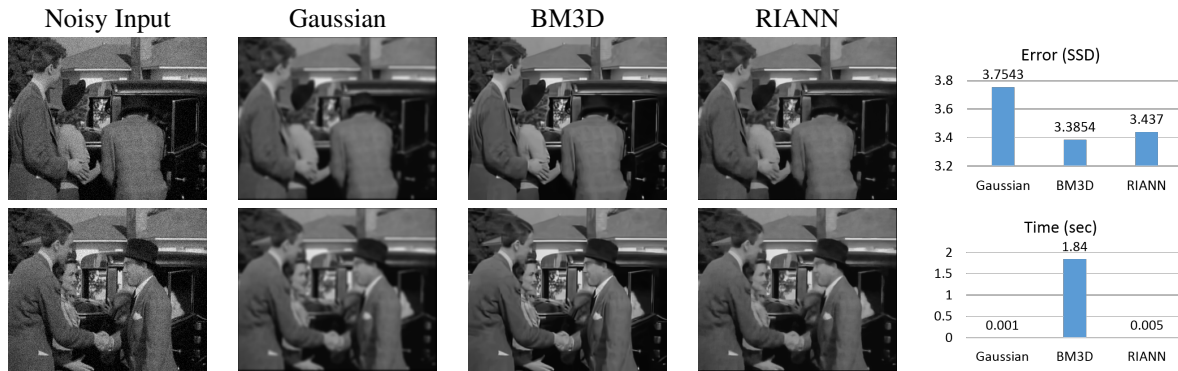 Noisy Input
Gaussian
BM3D
RIANN
Error (SSD)
3.8
3.6
3.4
3.2
3.7543
3.3854
3.437
Gaussian
BM3D
RIANN
Time (sec)
2
1.5
1
0.5
0
0.001
1.84
0.005
Gaussian
BM3D
RIANN